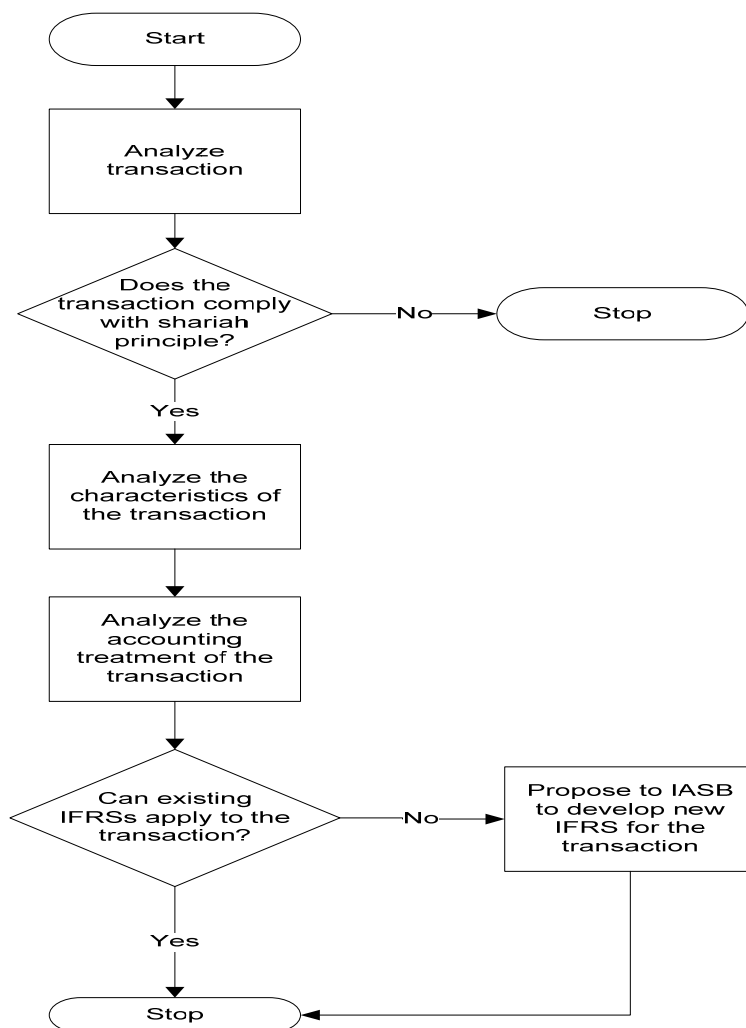 Start
Analyze
transaction
Does the
transaction comply
with shariah
principle?
No
Stop
Yes
Analyze the
characteristics of
the transaction
Analyze the
accounting
treatment of the
transaction
Can existing
IFRSs apply to the
transaction?
No
Propose to IASB
to develop new
IFRS for the
transaction
Yes
Stop